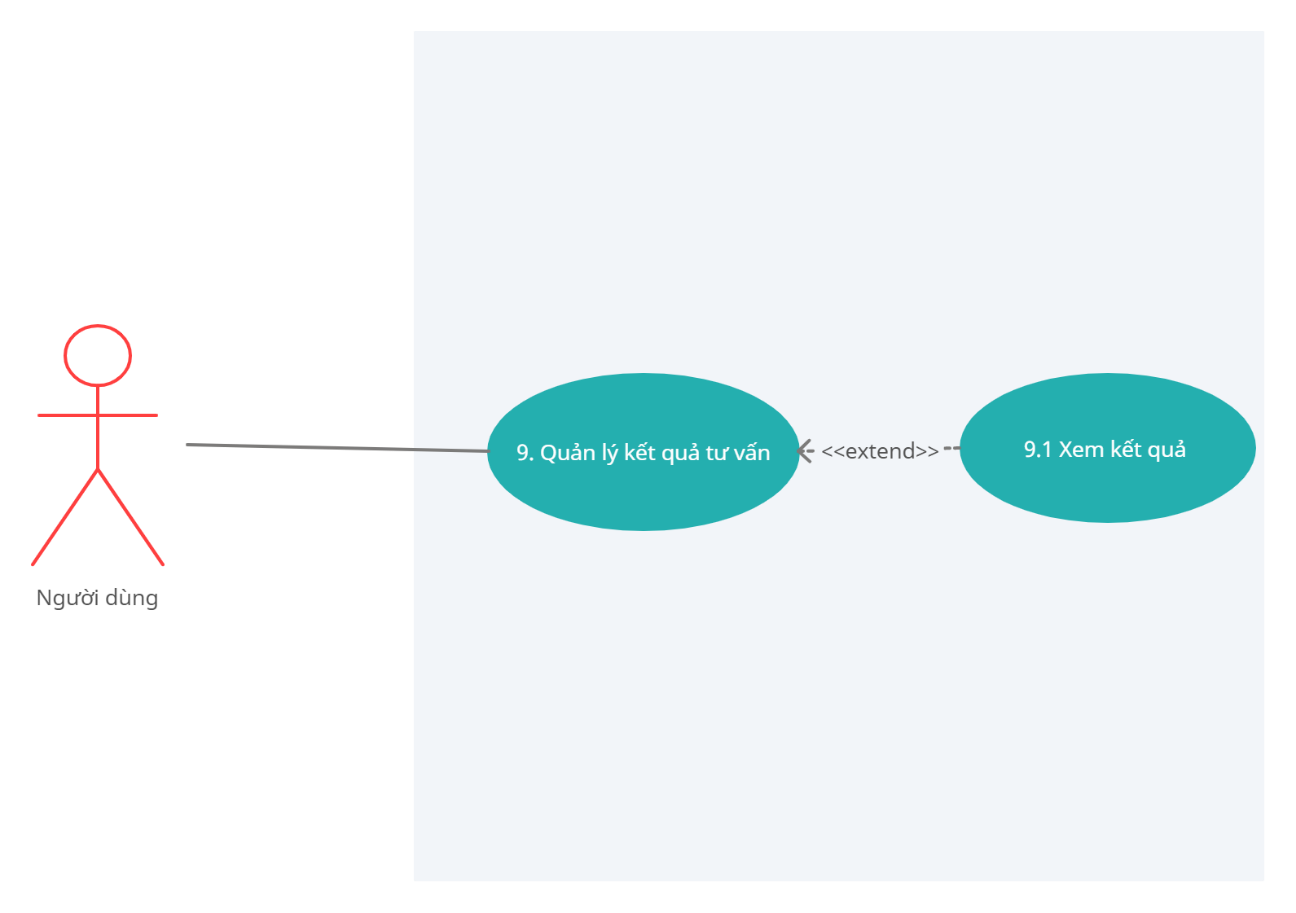 9. Quản lý kết quả tư vấn
<<extend>>
9.1 Xem kết quả
Người dùng